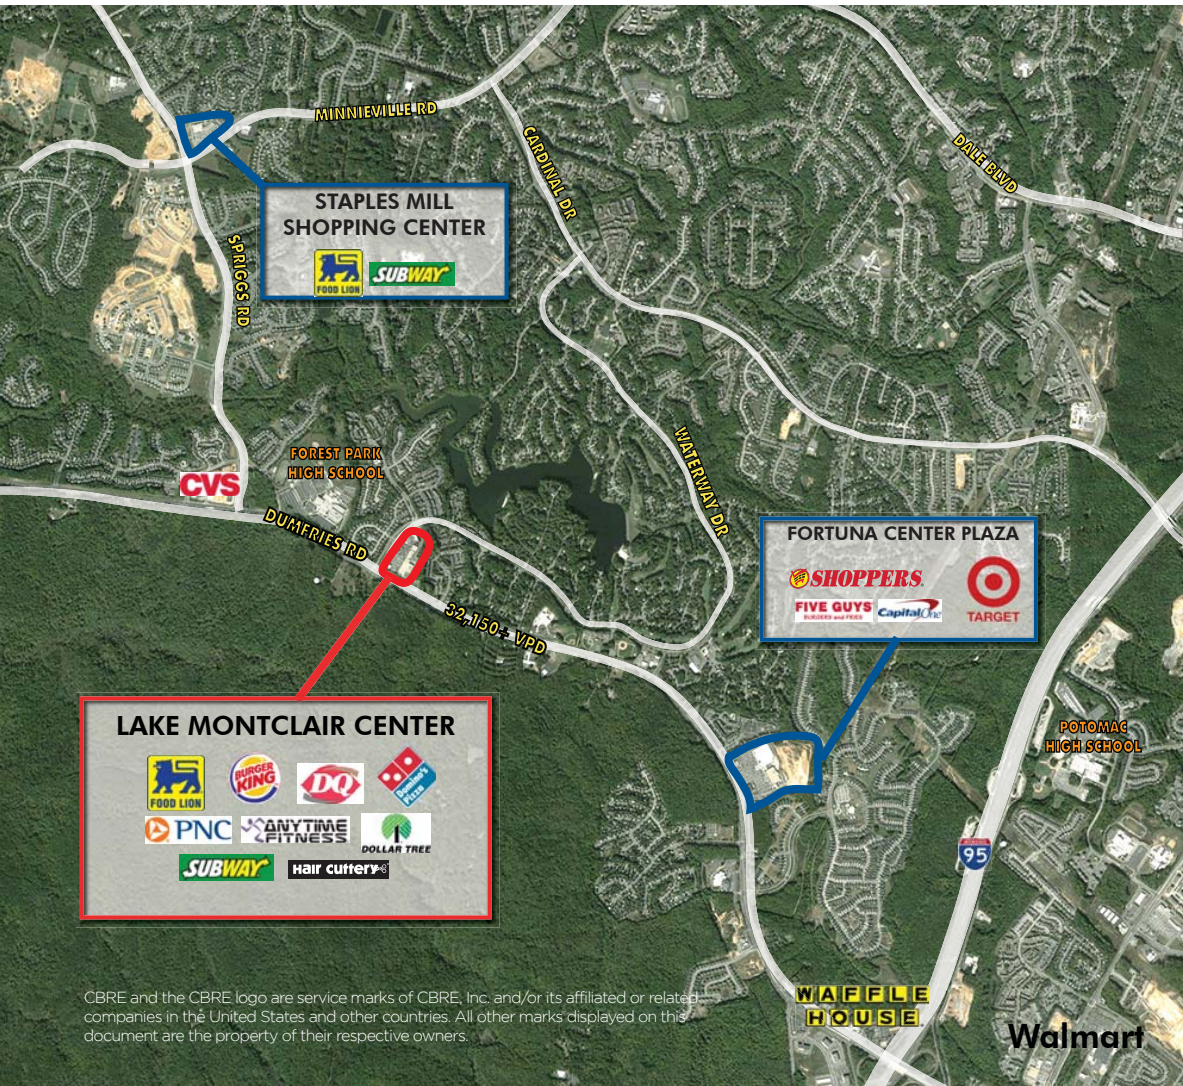 MINNIEVILLE RD
CARDINAL DR
DALE BLVD
STAPLES MILL
SHOPPING CENTER
FOOD LION
SUBWAY
SPRIGGS RD
FOREST PARK
HIGH SCHOOL
CVS
WATERWAY DR
DUMFRIES RD
FORTUNA CENTER PLAZA
SHOPPERS.
FIVE GUYS
BURGERS and FRIES
Capital One
TARGET
32,150+ VPD
LAKE MONTCLAIR CENTER
FOOD LION
BURGER
KING
DQ
Domino's
Pizza
PNC
ANYTIME
FITNESS
DOLLAR TREE
SUBWAY
Hair Cuttery
POTOMAC
HIGH SCHOOL
95
WAFFLE
HOUSE
Walmart
CBRE and the CBRE logo are service marks of CBRE, Inc. and/or its affiliated or related
companies in the United States and other countries. All other marks displayed on this
document are the property of their respective owners.